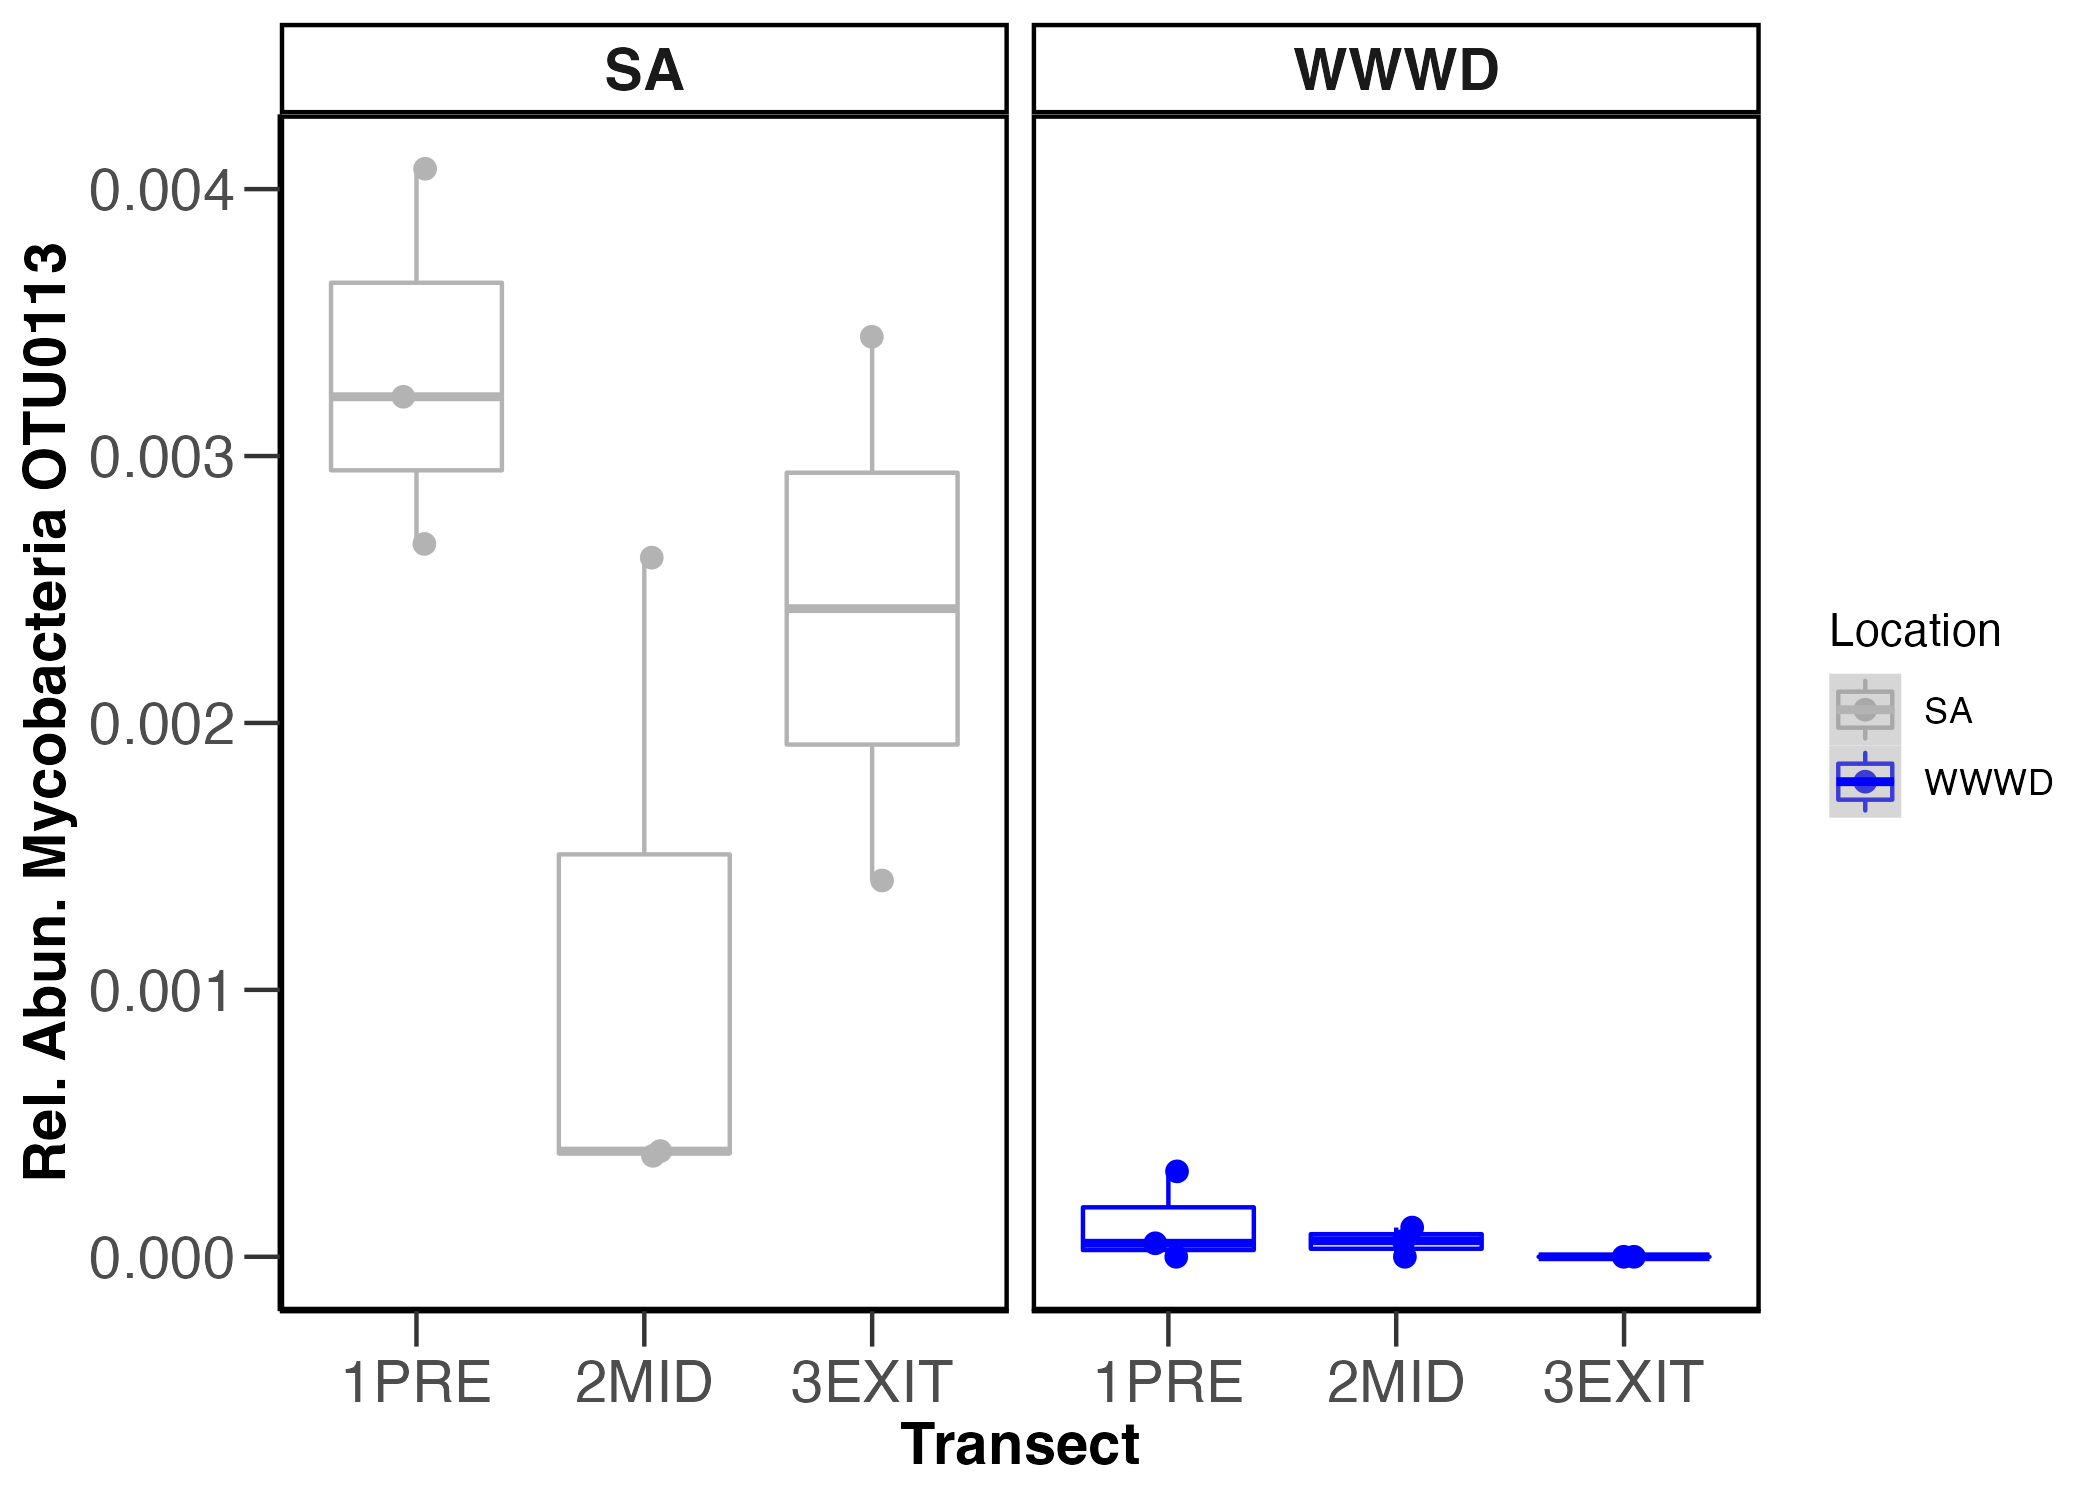 SA
WWWD
Rel. Abun. Mycobacteria OTU0113
0.004
0.003
0.002
0.001
0.000
1PRE 2MID 3EXIT
1PRE 2MID 3EXIT
Transect
Location
SA
WWWD